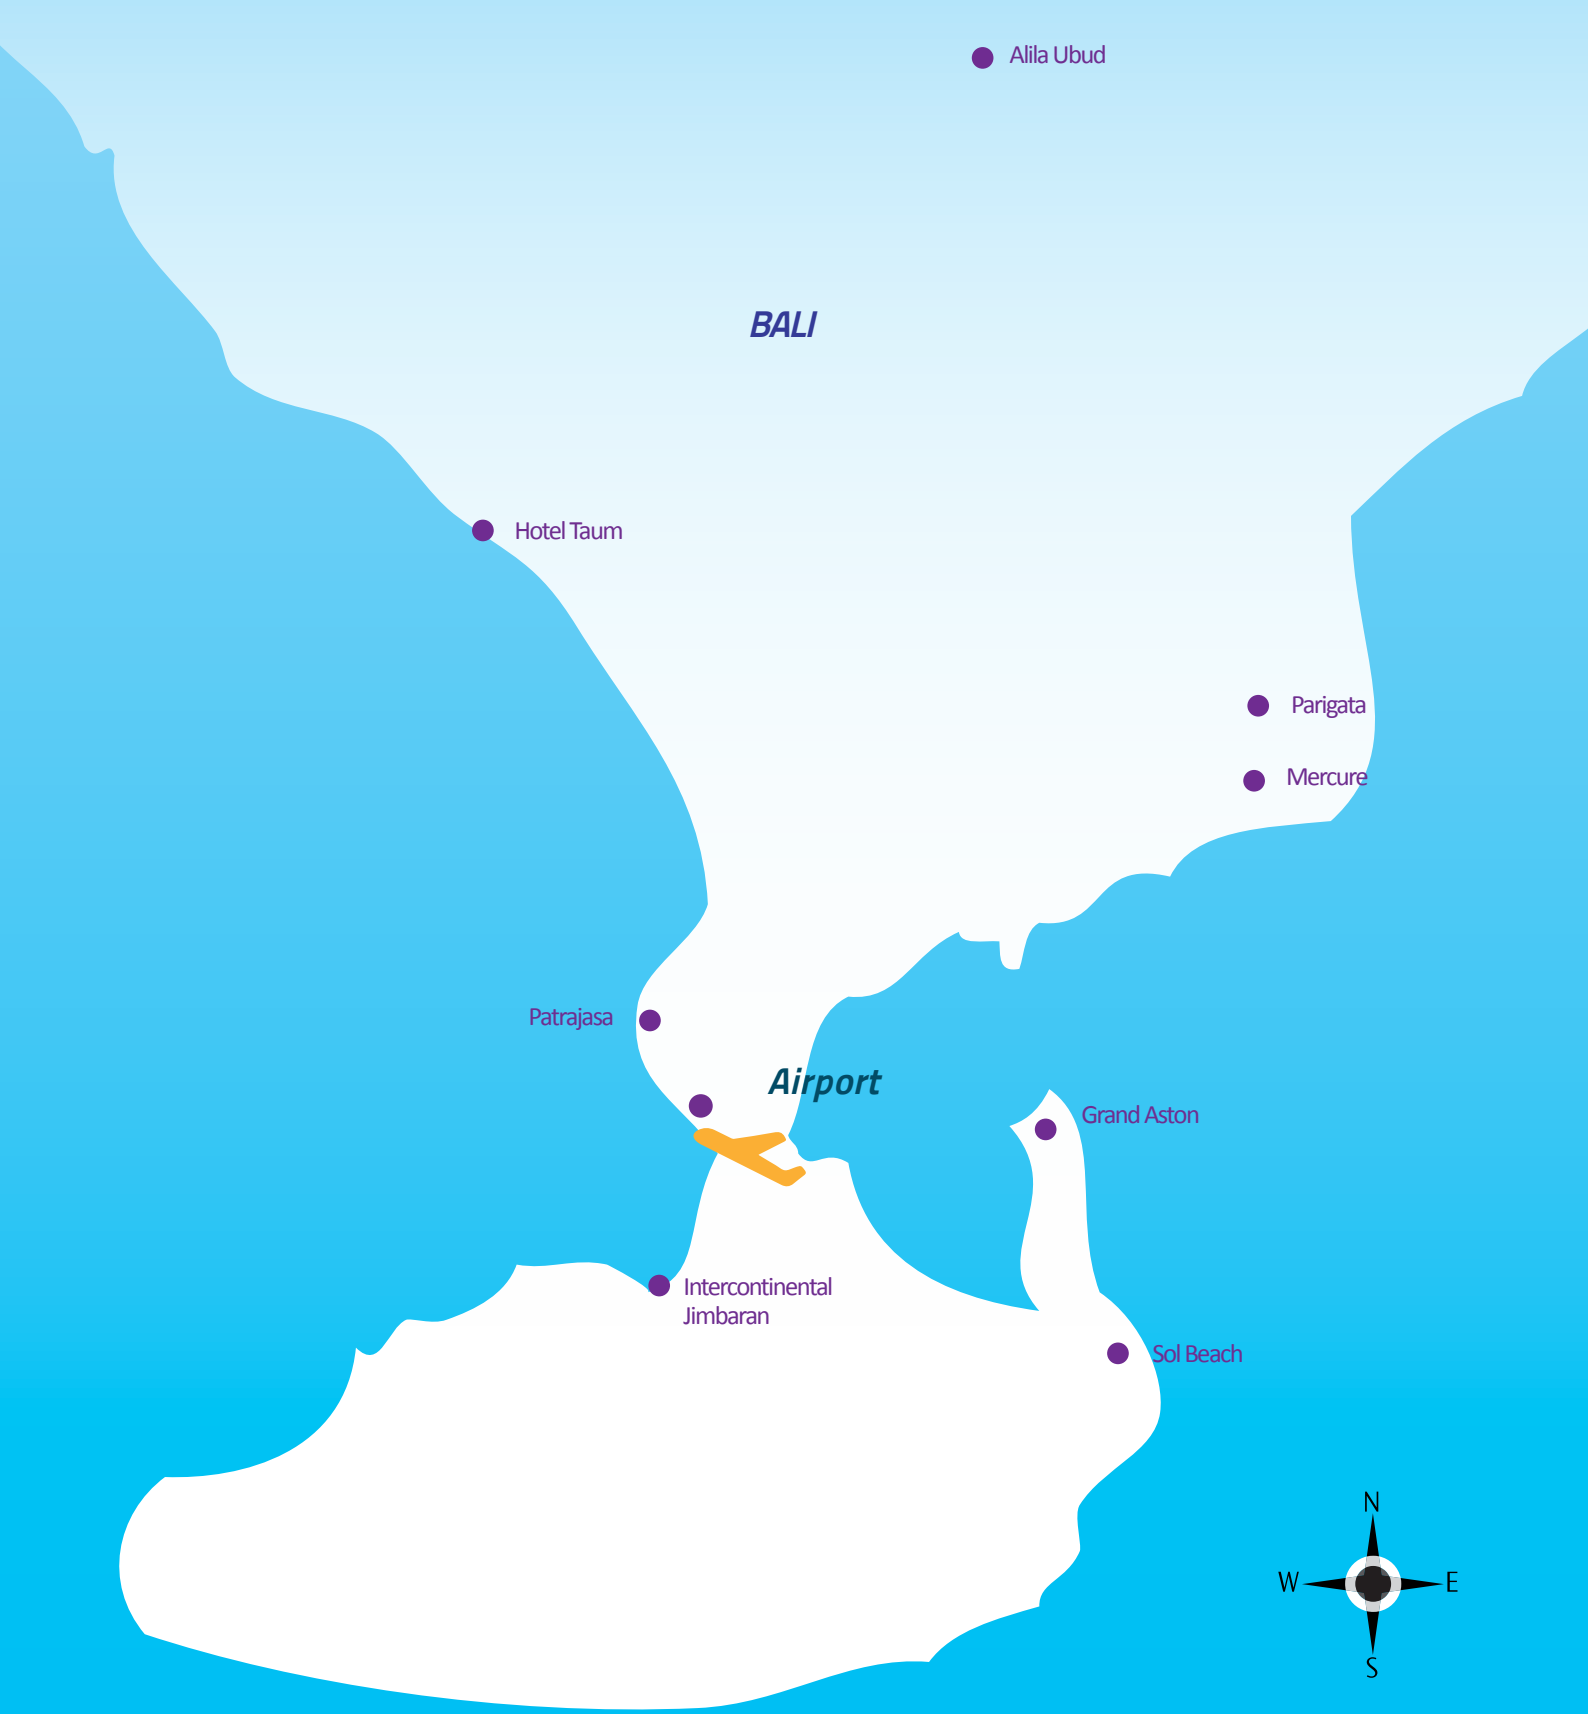 Alila Ubud
BALI
Hotel Taum
Parigata
Mercure
Patrajasa
Airport
Grand Aston
Intercontinental
Jimbaran
Sol Beach
N
W
E
S